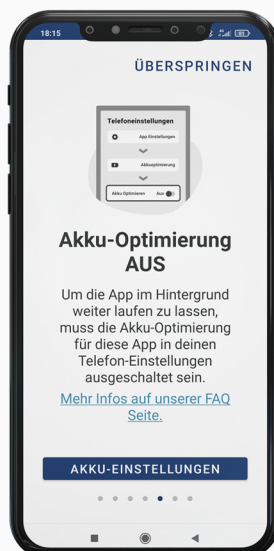 18:15
ÜBERSPRINGEN
Telefoneinstellungen
App Einstellungen
Akkuoptimierung
Akku Optimieren Aus
Akku-Optimierung
AUS
Um die App im Hintergrund
weiter laufen zu lassen,
muss die Akku-Optimierung
für diese App in deinen
Telefon-Einstellungen
ausgeschaltet sein.
Mehr Infos auf unserer FAQ
Seite.
AKKU-EINSTELLUNGEN